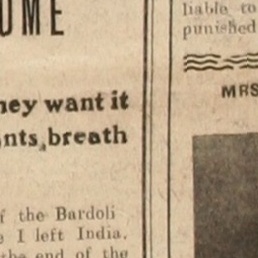 UME
hey want it
nts breath
f the Bardoli
e I left India.
the end of the
liable to
punished
MRS